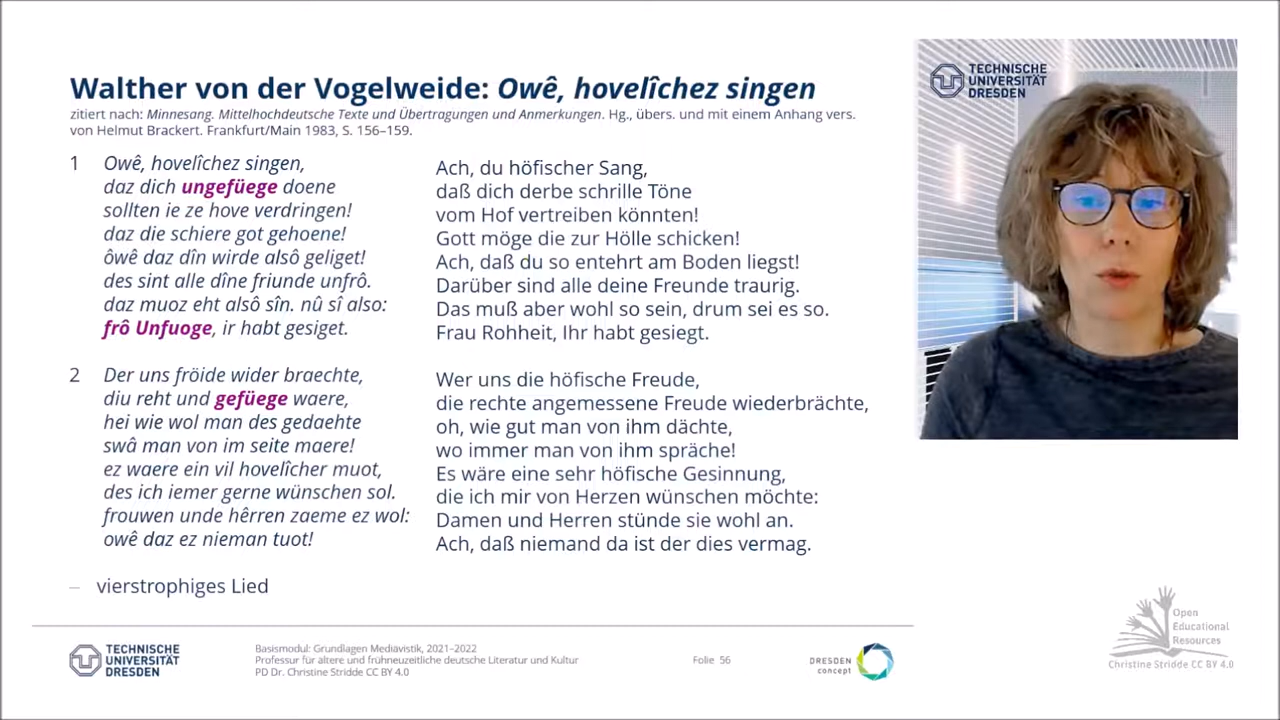 Walther von der Vogelweide: Owê, hovelîchez singen
zitiert nach: Minnesang. Mittelhochdeutsche Texte und Übertragungen und Anmerkungen. Hg., übers. und mit einem Anhang vers.
von Helmut Brackert. Frankfurt/Main 1983, S. 156–159.
1 Owê, hovelîchez singen,
daz dich ungefüege doene
sollten ie ze hove verdringen!
daz die schiere got gehoene!
ôwê daz dîn wirde alsô geliget!
des sint alle dîne friunde unfrô.
daz muoz eht alsô sîn. nû sî also:
frô Unfuoge, ir habt gesiget.
Ach, du höfischer Sang,
daß dich derbe schrille Töne
vom Hof vertreiben könnten!
Gott möge die zur Hölle schicken!
Ach, daß du so entehrt am Boden liegst!
Darüber sind alle deine Freunde traurig.
Das muß aber wohl so sein, drum sei es so.
Frau Rohheit, Ihr habt gesiegt.
2 Der uns fröide wider braechte,
diu reht und gefüege waere,
hei wie wol man des gedaehte
swâ man von im seite maere!
ez waere ein vil hovelîcher muot,
des ich iemer gerne wünschen sol.
frouwen unde hêrren zaeme ez wol:
owê daz ez nieman tuot!
Wer uns die höfische Freude,
die rechte angemessene Freude wiederbrächte,
oh, wie gut man von ihm dächte,
wo immer man von ihm spräche!
Es wäre eine sehr höfische Gesinnung,
die ich mir von Herzen wünschen möchte:
Damen und Herren stünde sie wohl an.
Ach, daß niemand da ist der dies vermag.
– vierstrophiges Lied
TECHNISCHE
UNIVERSITÄT
DRESDEN
Basismodul: Grundlagen Mediävistik, 2021–2022
Professur für ältere und frühneuzeitliche deutsche Literatur und Kultur
PD Dr. Christine Stridde CC BY 4.0
Folie 56
DRESDEN
concept
TECHNISCHE
UNIVERSITÄT
DRESDEN
Open
Educational
Resources
Christine Stridde CC BY 4.0